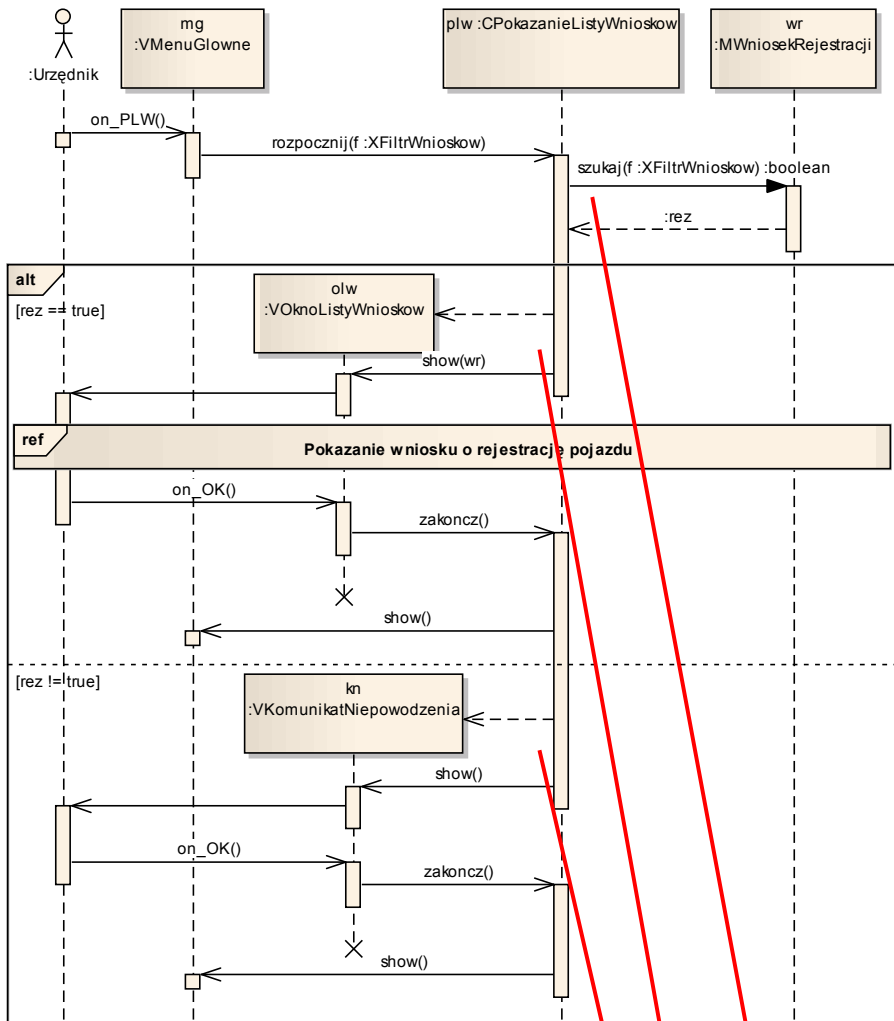 :Urzędnik
mg
:VMenuGlowne
plw :CPokazanieListyWnioskow
wr
:MWniosekRejestracji
on_PLW()
rozpocznij(f :XFiltrWnioskow)
szukaj(f :XFiltrWnioskow) :boolean
:rez
alt
[rez == true]
olw
:VOknoListyWnioskow
show(wr)
ref
Pokazanie wniosku o rejestrację pojazdu
on_OK()
zakoncz()
show()
[rez != true]
kn
:VKomunikatNiepowodzenia
show()
on_OK()
zakoncz()
show()